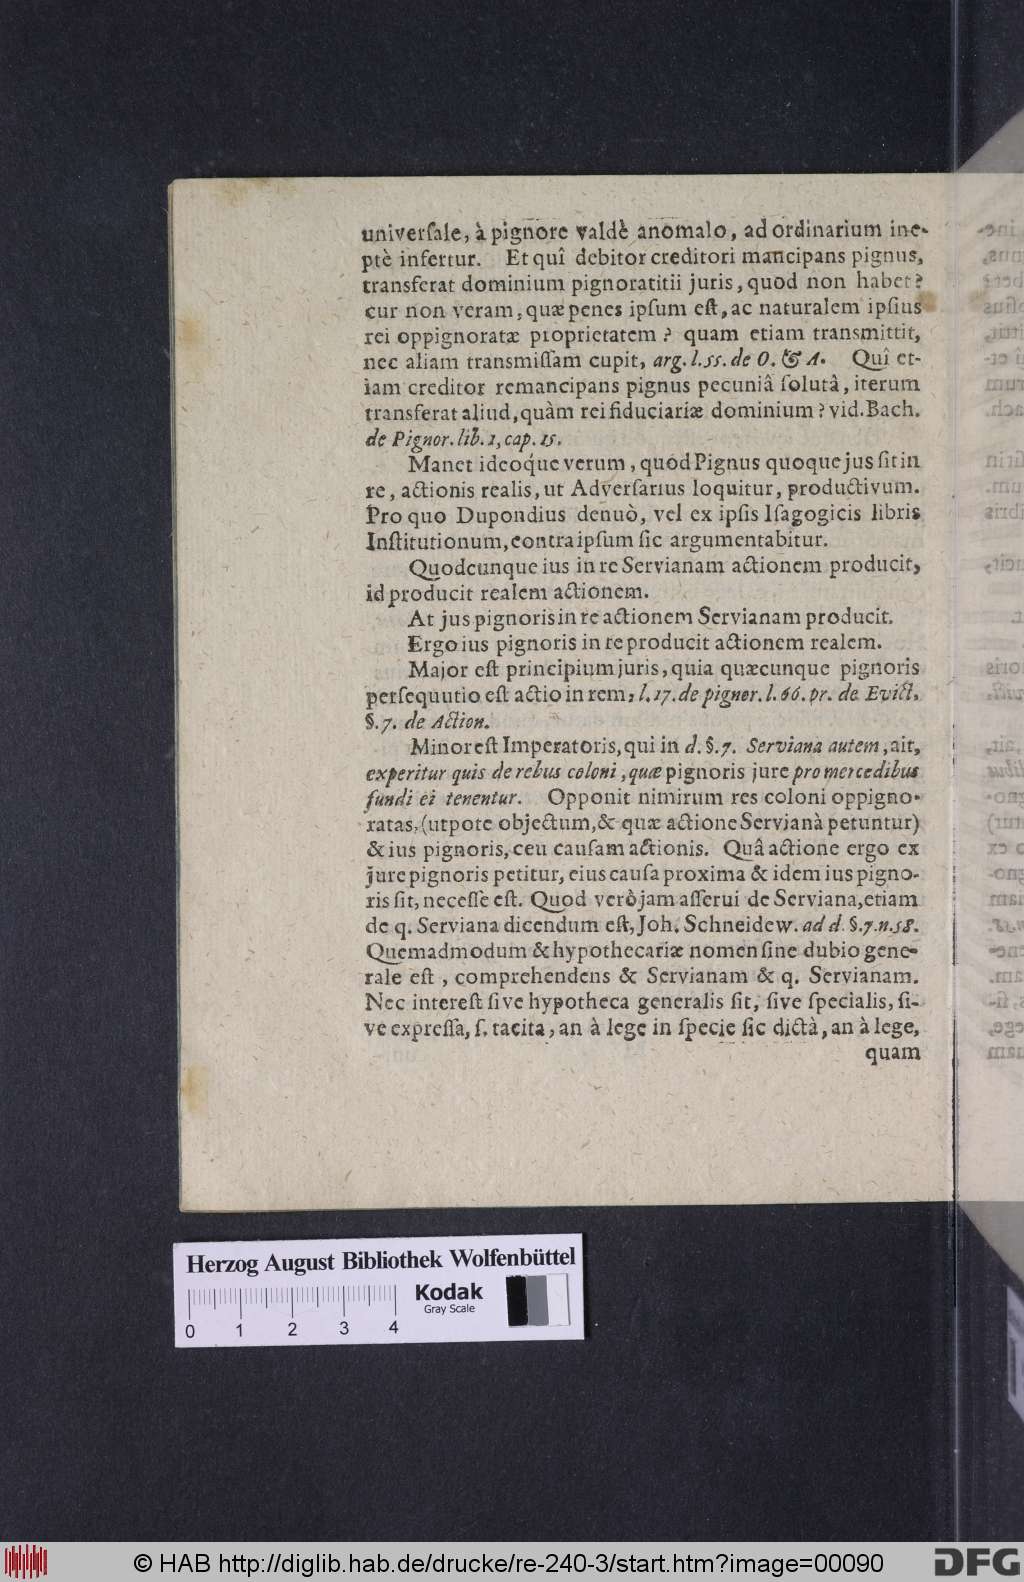 univerſale, à pignore valdè anomalo, ad ordinarium ine-
ptè infertur. Et quî debitor creditori mancipans pignus,
transferat dominium pignoratitii juris, quod non habet?
cur non veram, quæ penes ipſum eſt, ac naturalem ipſius
rei oppignoratæ proprietatem? quam etiam transmittit,
nec aliam transmiſſam cupit, arg. l. 55. de O. & A. Quî et-
iam creditor remancipans pignus pecuniâ ſolutâ, iterum
transferat aliud, quàm rei fiduciariæ dominium? vid. Bach.
de Pignor. lib. 1, cap. 15.
Manet ideoq́ue verum, quòd Pignus quoque jus ſit in
re, actionis realis, ut Adverſarius loquitur, productivum.
Pro quo Dupondius denuò, vel ex ipſis Iſagogicis libris
Inſtitutionum, contra ipſum ſic argumentabitur.
Quodcunque ius in re Servianam actionem producit,
id producit realem actionem.
At jus pignoris in re actionem Servianam producit.
Ergo ius pignoris in re producit actionem realem.
Major eſt principium juris, quia quæcunque pignoris
perſequutio eſt actio in rem, l. 17. de pignor. l. 66. pr. de Evict.
§. 7. de Action.
Minor eſt Imperatoris, qui in d. §. 7. Serviana autem, ait,
experitur quis de rebus coloni, quæ pignoris jure pro mercedibus
fundi ei tenentur. Opponit nimirum res coloni oppigno-
ratas, (utpote objectum, & quæ actione Servianà petuntur)
& ius pignoris, ceu cauſam actionis. Quâ actione ergo ex
jure pignoris petitur, eius cauſa proxima & idem ius pigno-
ris ſit, neceſſe eſt. Quod verò jam aſſerui de Serviana, etiam
de q. Serviana dicendum eſt, Joh. Schneidew. ad d. §. 7. n. 58.
Quemadmodum & hypothecariæ nomen ſine dubio gene-
rale eſt, comprehendens & Servianam & q. Servianam.
Nec intereſt ſive hypotheca generalis ſit, ſive ſpecialis, ſi-
ve expreſſa, ſ. tacita, an à lege in ſpecie ſic dictà, an à lege,
quam
Herzog August Bibliothek Wolfenbüttel
Kodak
Gray Scale
0 1 2 3 4
© HAB http://diglib.hab.de/drucke/re-240-3/start.htm?image=00090
DFG